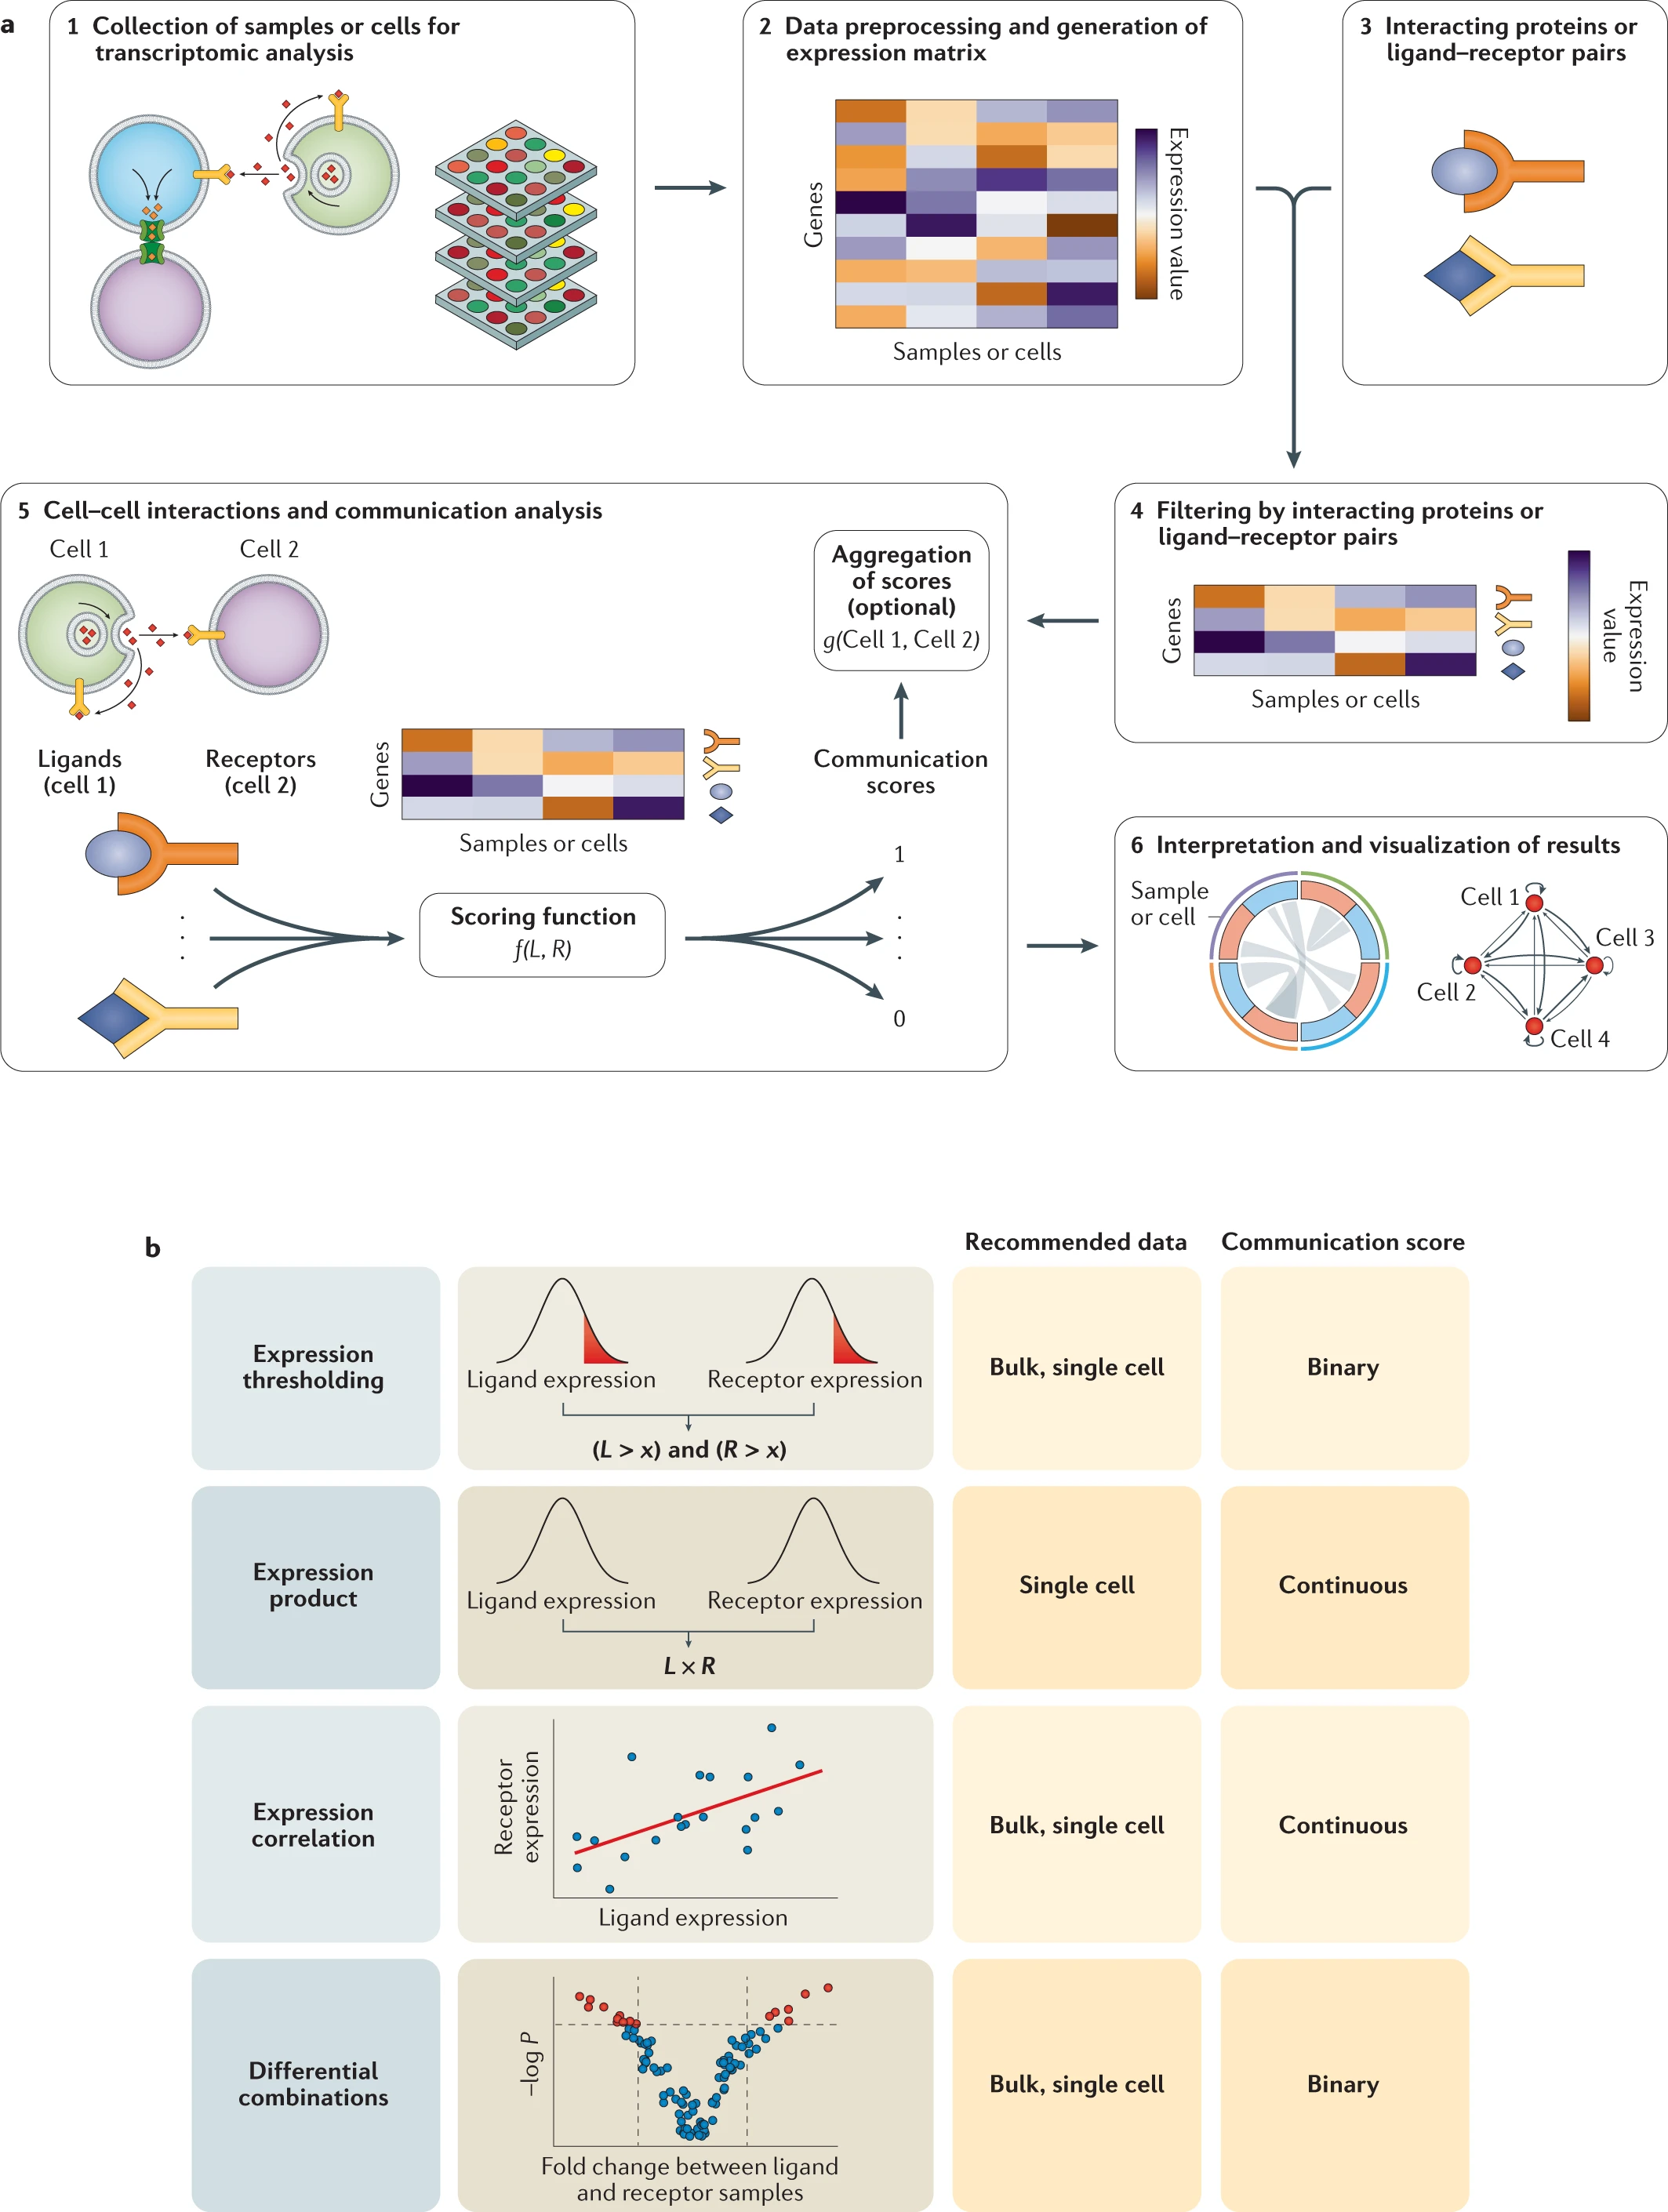 a
1 Collection of samples or cells for
transcriptomic analysis
2 Data preprocessing and generation of
expression matrix
Genes
Samples or cells
Expression value
3 Interacting proteins or
ligand–receptor pairs
4 Filtering by interacting proteins or
ligand–receptor pairs
Genes
Samples or cells
Expression
value
5 Cell–cell interactions and communication analysis
Cell 1
Cell 2
Ligands
(cell 1)
Receptors
(cell 2)
Genes
Samples or cells
Scoring function
f(L, R)
Aggregation
of scores
(optional)
g(Cell 1, Cell 2)
Communication
scores
1
0
6 Interpretation and visualization of results
Sample
or cell
Cell 1
Cell 3
Cell 2
Cell 4
b
Recommended data
Communication score
Expression
thresholding
Ligand expression
Receptor expression
(L > x) and (R > x)
Bulk, single cell
Binary
Expression
product
Ligand expression
Receptor expression
L × R
Single cell
Continuous
Expression
correlation
Receptor
expression
Ligand expression
Bulk, single cell
Continuous
Differential
combinations
–log P
Fold change between ligand
and receptor samples
Bulk, single cell
Binary